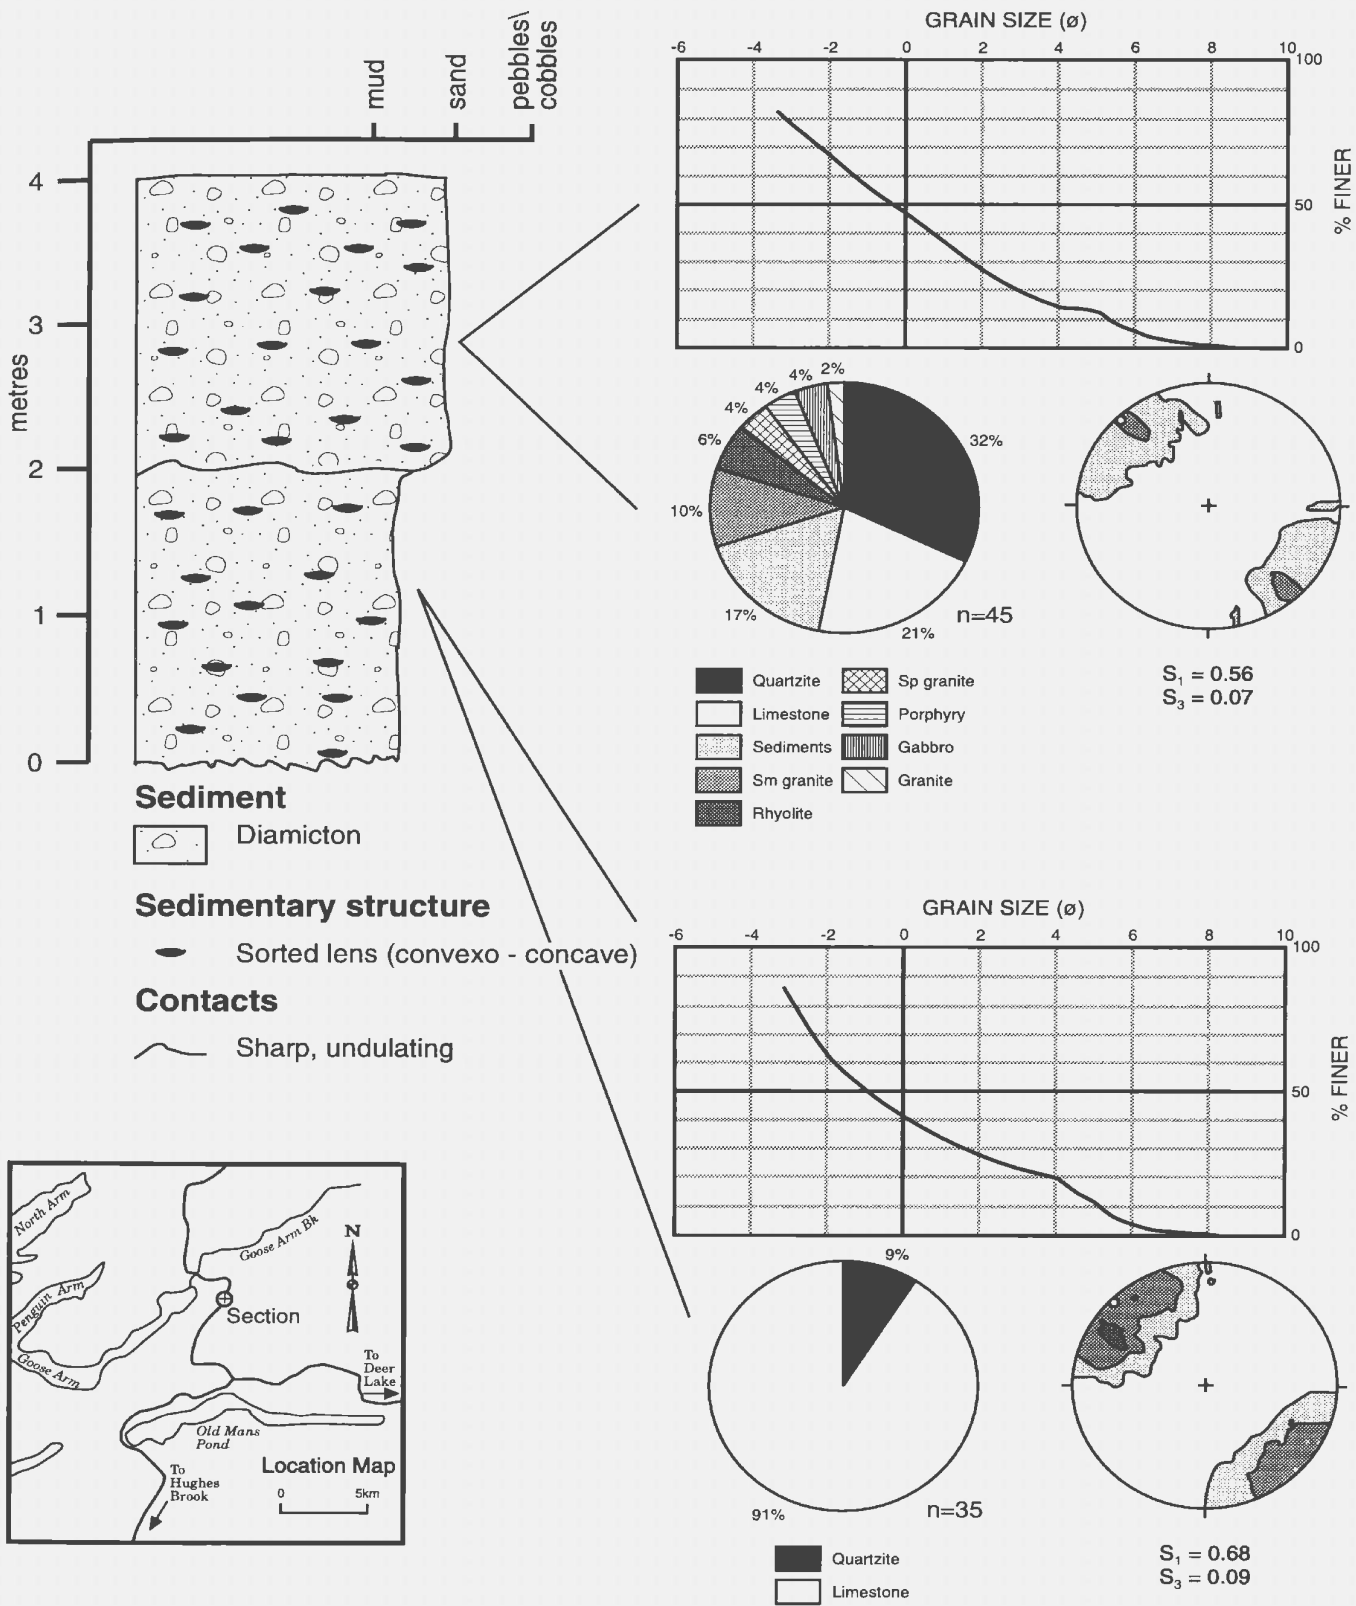 mud
sand
pebbles\
cobbles
4
3
2
1
0
metres
Sediment
Diamicton
Sedimentary structure
Sorted lens (convexo - concave)
Contacts
Sharp, undulating
GRAIN SIZE (ø)
-6 -4 -2 0 2 4 6 8 10
100
50
0
% FINER
32%
21%
17%
10%
6%
4%
4%
4%
2%
n=45
Quartzite
Limestone
Sediments
Sm granite
Rhyolite
Sp granite
Porphyry
Gabbro
Granite
S₁ = 0.56
S₃ = 0.07
GRAIN SIZE (ø)
-6 -4 -2 0 2 4 6 8 10
100
50
0
% FINER
9%
91%
n=35
Quartzite
Limestone
S₁ = 0.68
S₃ = 0.09
North Arm
Penguin Arm
Goose Arm
Goose Arm Bk
N
Section
To
Deer
Lake
Old Mans
Pond
To
Hughes
Brook
Location Map
0 5km